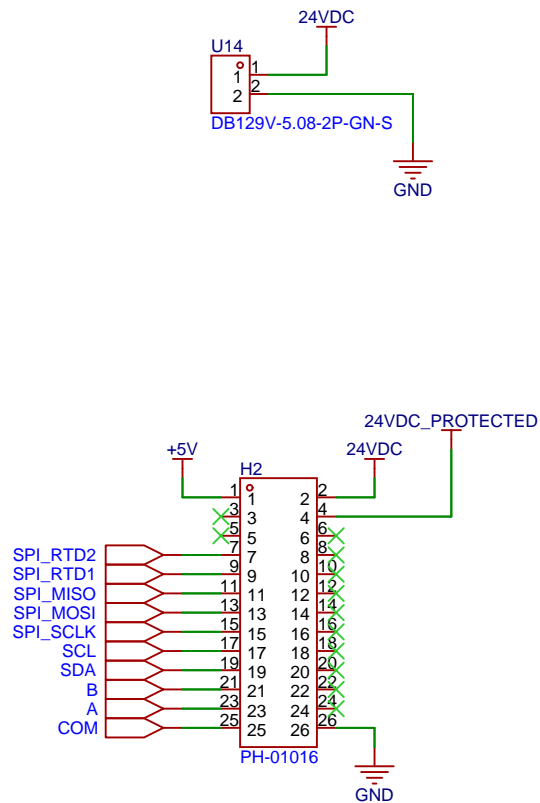 24VDC
U14
1 1
2 2
DB129V-5.08-2P-GN-S
GND
24VDC_PROTECTED
+5V 24VDC
H2
1 1 2 2
3 3 4 4
5 5 6 6
SPI_RTD2 7 7 8 8
SPI_RTD1 9 9 10 10
SPI_MISO 11 11 12 12
SPI_MOSI 13 13 14 14
SPI_SCLK 15 15 16 16
SCL 17 17 18 18
SDA 19 19 20 20
B 21 21 22 22
A 23 23 24 24
COM 25 25 26 26
PH-01016
GND